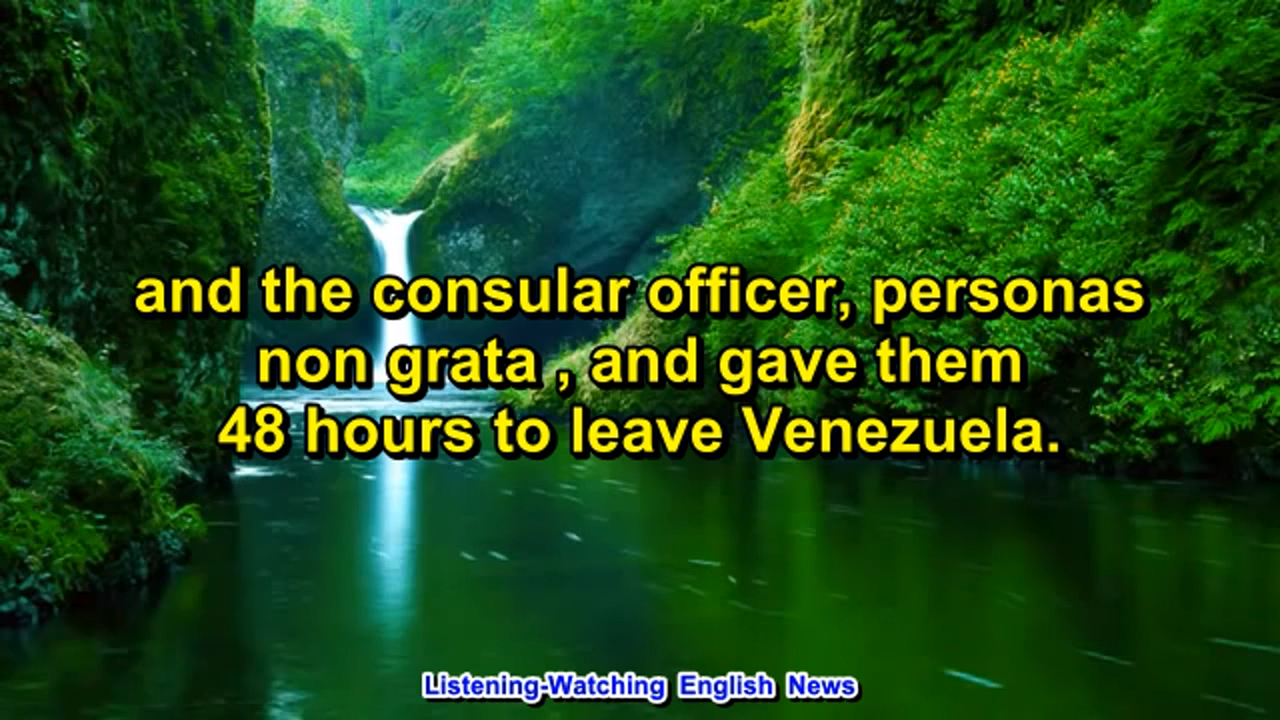 and the consular officer, personas
non grata , and gave them
48 hours to leave Venezuela.
Listening-Watching English News